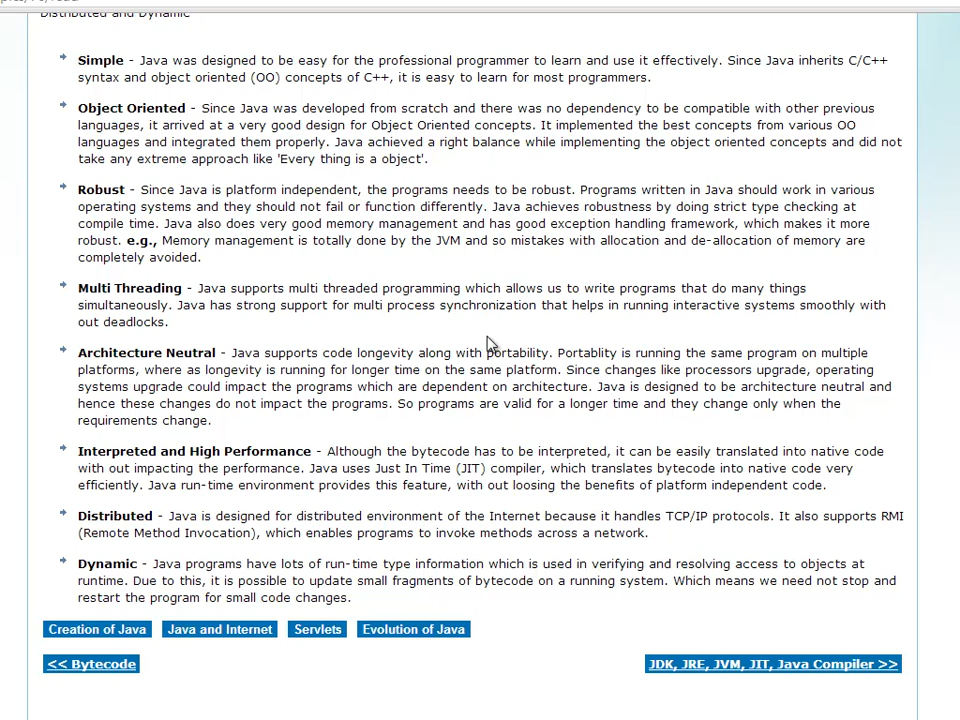 Distributed and Dynamic
Simple - Java was designed to be easy for the professional programmer to learn and use it effectively. Since Java inherits C/C++
syntax and object oriented (OO) concepts of C++, it is easy to learn for most programmers.
Object Oriented - Since Java was developed from scratch and there was no dependency to be compatible with other previous
languages, it arrived at a very good design for Object Oriented concepts. It implemented the best concepts from various OO
languages and integrated them properly. Java achieved a right balance while implementing the object oriented concepts and did not
take any extreme approach like 'Every thing is a object'.
Robust - Since Java is platform independent, the programs needs to be robust. Programs written in Java should work in various
operating systems and they should not fail or function differently. Java achieves robustness by doing strict type checking at
compile time. Java also does very good memory management and has good exception handling framework, which makes it more
robust. e.g., Memory management is totally done by the JVM and so mistakes with allocation and de-allocation of memory are
completely avoided.
Multi Threading - Java supports multi threaded programming which allows us to write programs that do many things
simultaneously. Java has strong support for multi process synchronization that helps in running interactive systems smoothly with
out deadlocks.
Architecture Neutral - Java supports code longevity along with portability. Portablity is running the same program on multiple
platforms, where as longevity is running for longer time on the same platform. Since changes like processors upgrade, operating
systems upgrade could impact the programs which are dependent on architecture. Java is designed to be architecture neutral and
hence these changes do not impact the programs. So programs are valid for a longer time and they change only when the
requirements change.
Interpreted and High Performance - Although the bytecode has to be interpreted, it can be easily translated into native code
with out impacting the performance. Java uses Just In Time (JIT) compiler, which translates bytecode into native code very
efficiently. Java run-time environment provides this feature, with out loosing the benefits of platform independent code.
Distributed - Java is designed for distributed environment of the Internet because it handles TCP/IP protocols. It also supports RMI
(Remote Method Invocation), which enables programs to invoke methods across a network.
Dynamic - Java programs have lots of run-time type information which is used in verifying and resolving access to objects at
runtime. Due to this, it is possible to update small fragments of bytecode on a running system. Which means we need not stop and
restart the program for small code changes.
Creation of Java Java and Internet Servlets Evolution of Java
<< Bytecode JDK, JRE, JVM, JIT, Java Compiler >>